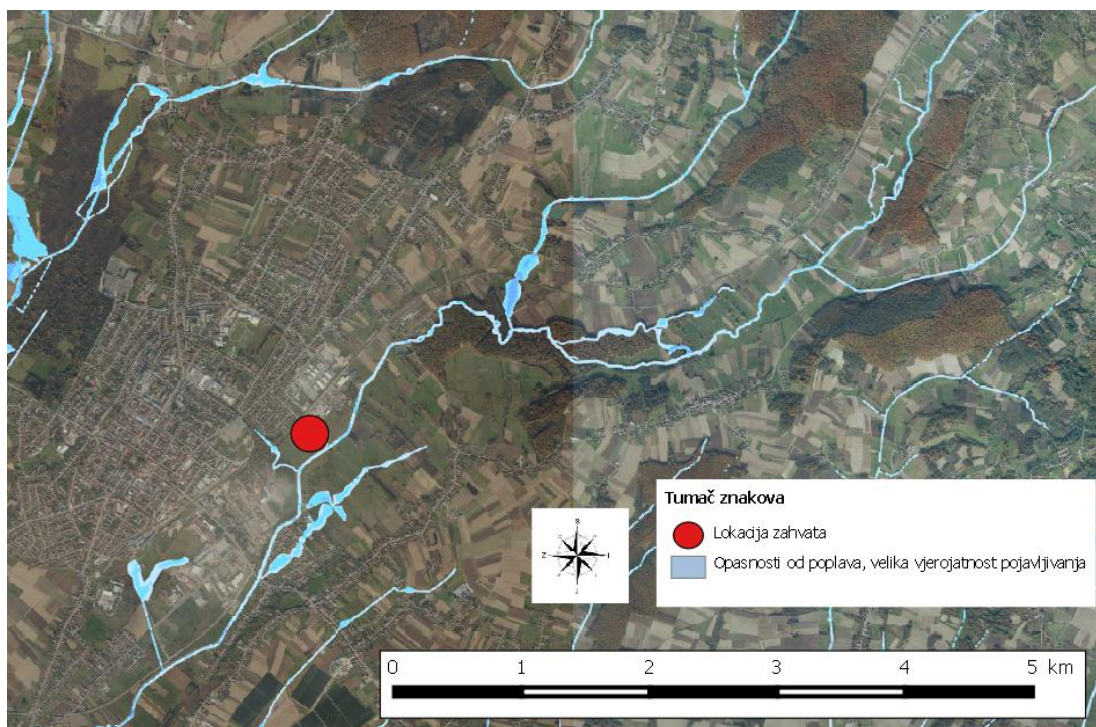 Tumač znakova
Lokacija zahvata
Opasnosti od poplava, velika vjerojatnost pojavljivanja
0 1 2 3 4 5 km